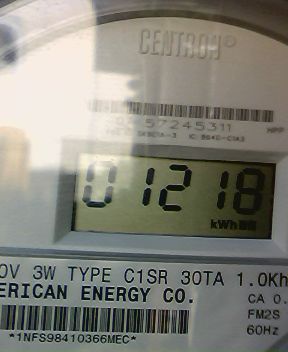 CENTRON®
57245311 HPP
01218
kWh
0V 3W TYPE C1SR 30TA 1.0Kh
ERICAN ENERGY CO.
CA 0.
FM2S
60Hz
*1NFS98410366MEC*